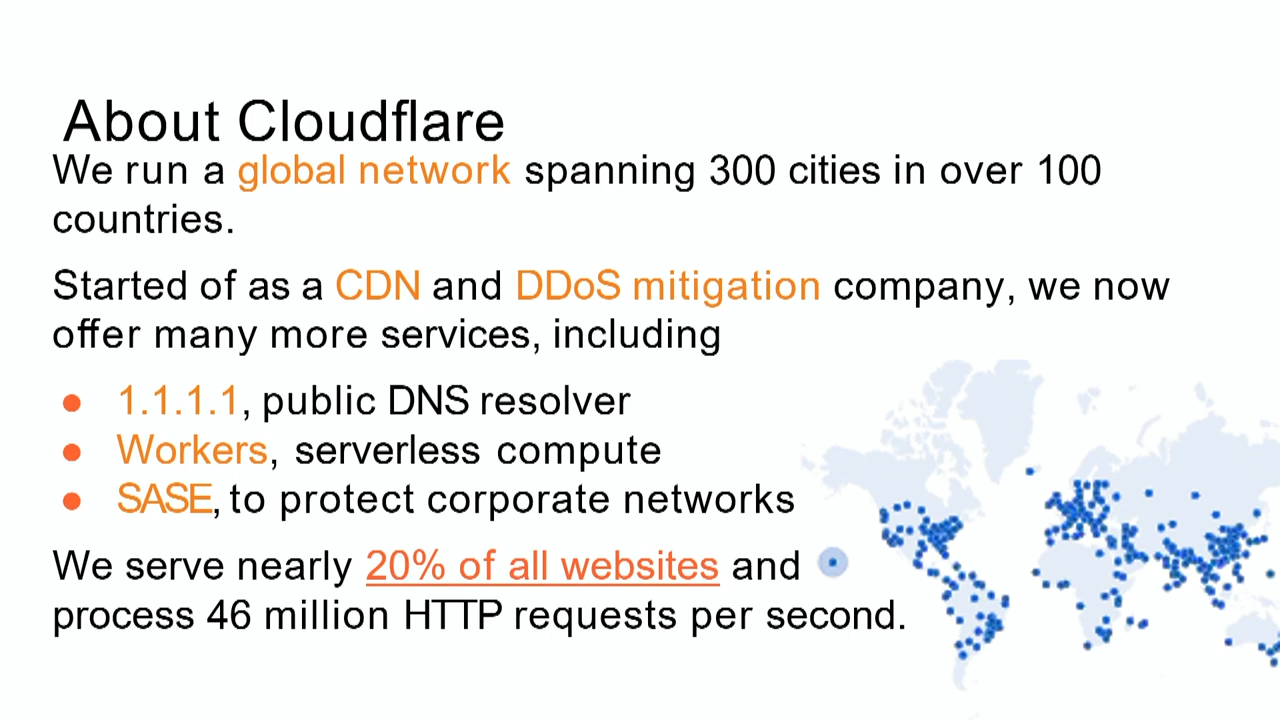 About Cloudflare
We run a global network spanning 300 cities in over 100
countries.
Started of as a CDN and DDoS mitigation company, we now
offer many more services, including
● 1.1.1.1, public DNS resolver
● Workers, serverless compute
● SASE, to protect corporate networks
We serve nearly 20% of all websites and
process 46 million HTTP requests per second.